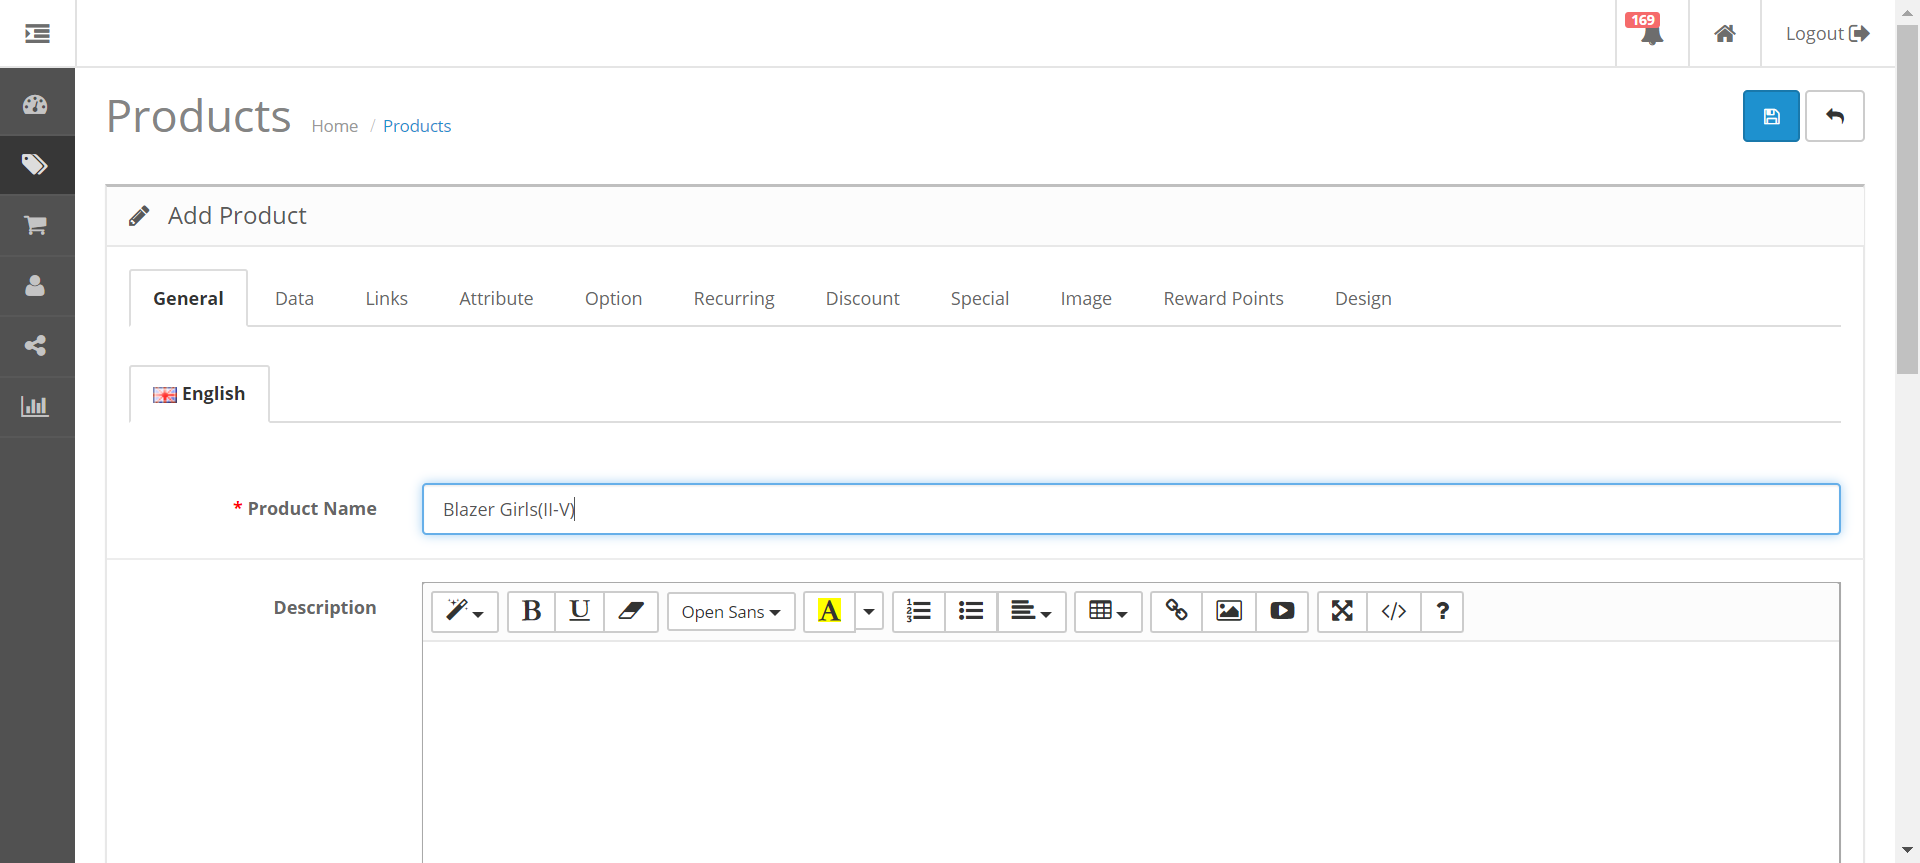 169
Logout
Products Home / Products
Add Product
General Data Links Attribute Option Recurring Discount Special Image Reward Points Design
English
* Product Name Blazer Girls(II-V)
Description B U Open Sans A </> ?